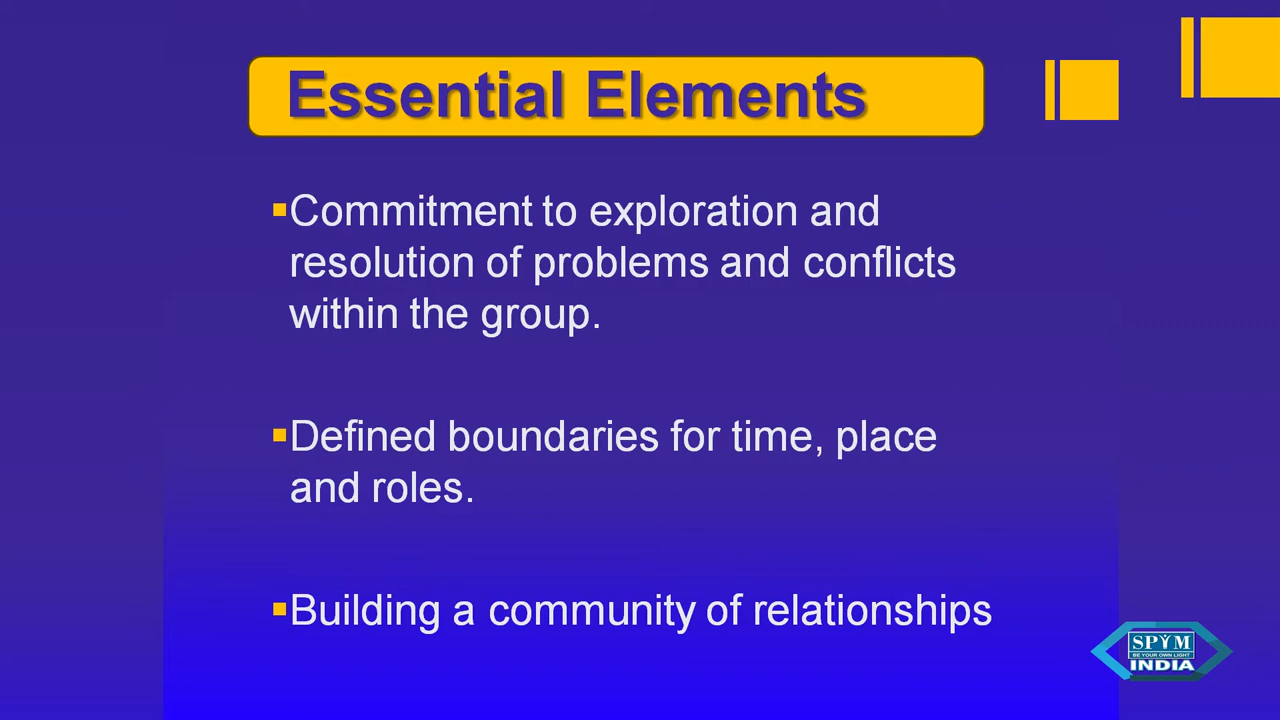 Essential Elements
▪Commitment to exploration and
resolution of problems and conflicts
within the group.
▪Defined boundaries for time, place
and roles.
▪Building a community of relationships
SPYM
BE YOUR OWN LIGHT
INDIA